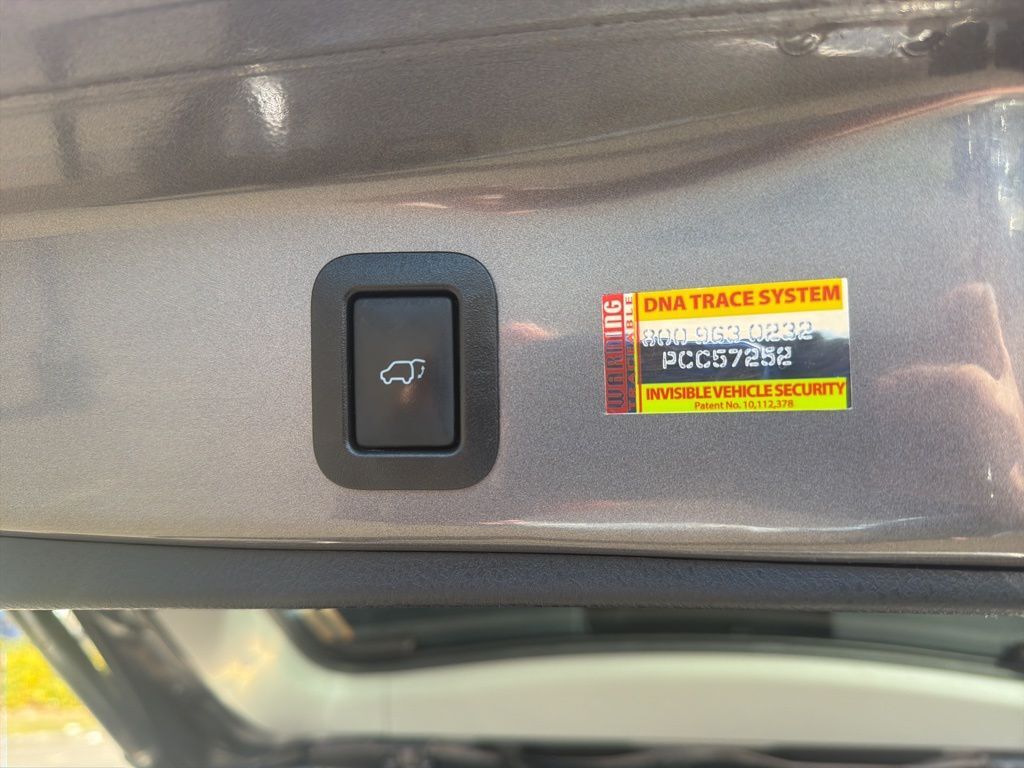 WARNING
DNA TRACE SYSTEM
800 963 0232
PCC57252
INVISIBLE VEHICLE SECURITY
Patent No. 10,112,378